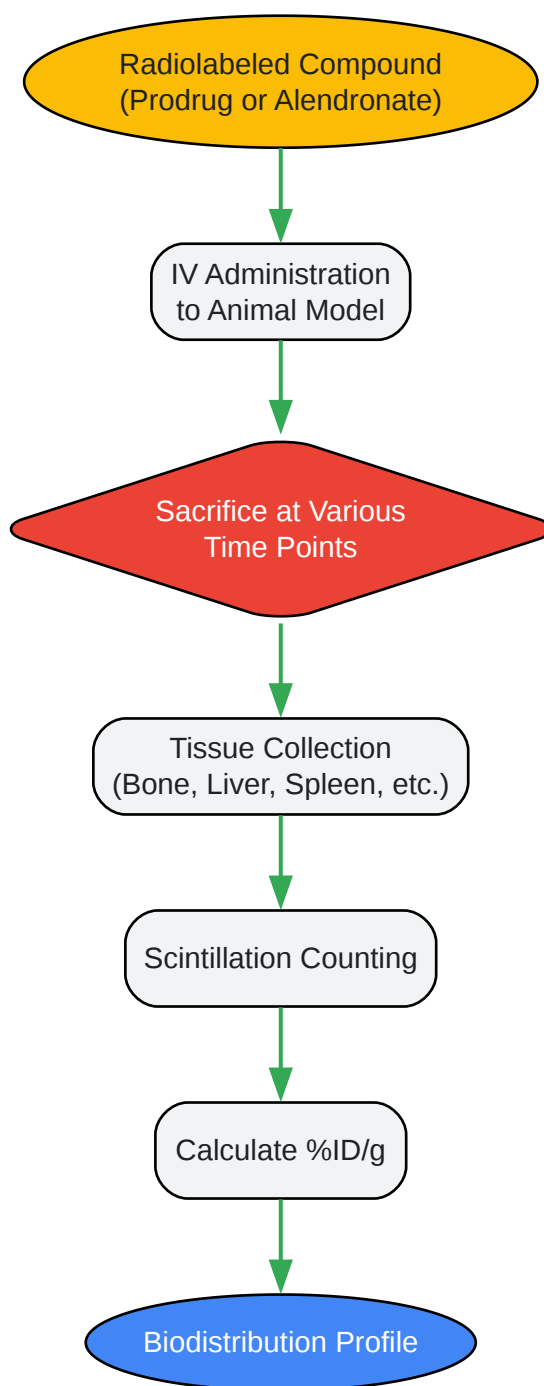 Radiolabeled Compound
(Prodrug or Alendronate)
IV Administration
to Animal Model
Sacrifice at Various
Time Points
Tissue Collection
(Bone, Liver, Spleen, etc.)
Scintillation Counting
Calculate %ID/g
Biodistribution Profile